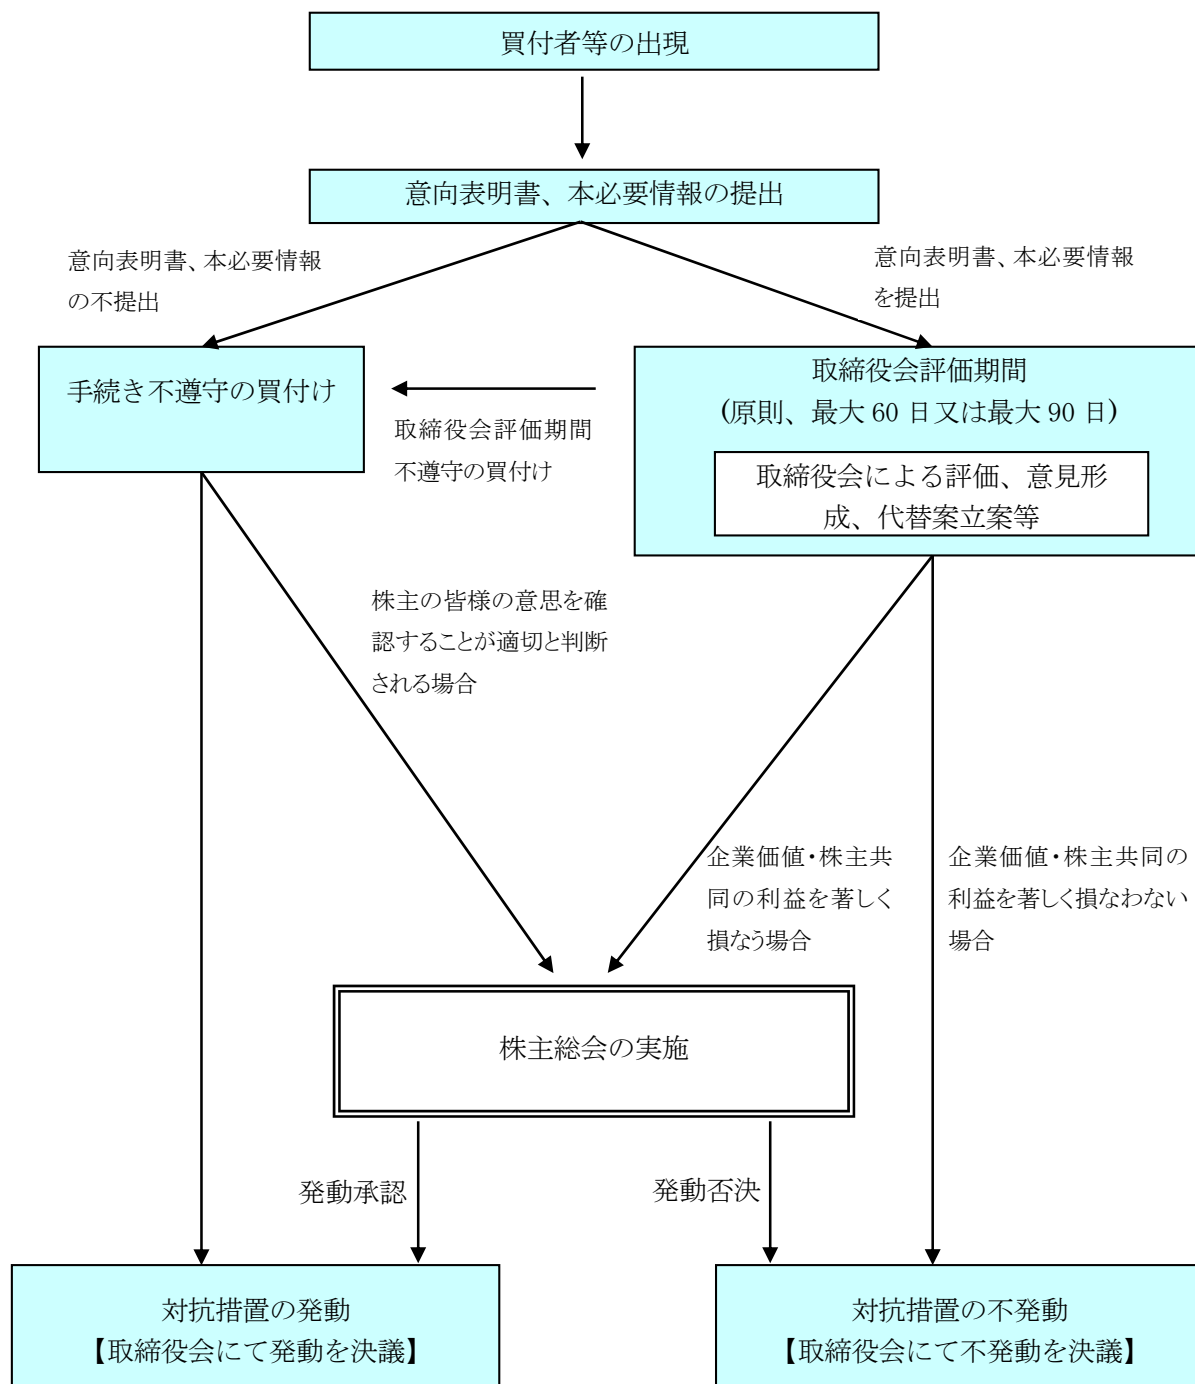 買付者等の出現
意向表明書、本必要情報の提出
意向表明書、本必要情報
の不提出
意向表明書、本必要情報
を提出
手続き不遵守の買付け
取締役会評価期間
不遵守の買付け
取締役会評価期間
(原則、最大 60 日又は最大 90 日)
取締役会による評価、意見形
成、代替案立案等
株主の皆様の意思を確
認することが適切と判断
される場合
企業価値・株主共
同の利益を著しく
損なう場合
企業価値・株主共同の
利益を著しく損なわない
場合
株主総会の実施
発動承認
発動否決
対抗措置の発動
【取締役会にて発動を決議】
対抗措置の不発動
【取締役会にて不発動を決議】